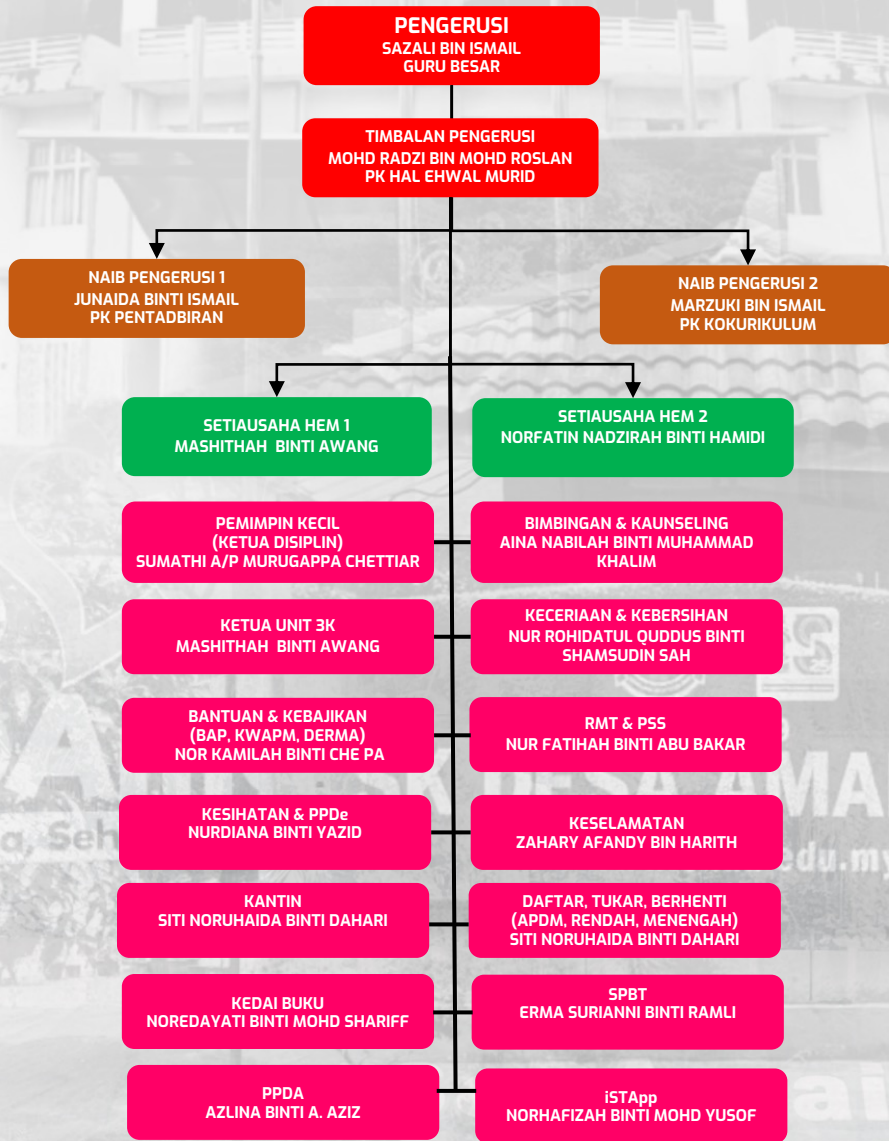 PENGERUSI
SAZALI BIN ISMAIL
GURU BESAR
TIMBALAN PENGERUSI
MOHD RADZI BIN MOHD ROSLAN
PK HAL EHWAL MURID
NAIB PENGERUSI 1
JUNAIDA BINTI ISMAIL
PK PENTADBIRAN
NAIB PENGERUSI 2
MARZUKI BIN ISMAIL
PK KOKURIKULUM
SETIAUSAHA HEM 1
MASHITHAH BINTI AWANG
SETIAUSAHA HEM 2
NORFATIN NADZIRAH BINTI HAMIDI
PEMIMPIN KECIL
(KETUA DISIPLIN)
SUMATHI A/P MURUGAPPA CHETTIAR
BIMBINGAN & KAUNSELING
AINA NABILAH BINTI MUHAMMAD
KHALIM
KETUA UNIT 3K
MASHITHAH BINTI AWANG
KECERIAAN & KEBERSIHAN
NUR ROHIDATUL QUDDUS BINTI
SHAMSUDIN SAH
BANTUAN & KEBAJIKAN
(BAP, KWAPM, DERMA)
NOR KAMILAH BINTI CHE PA
RMT & PSS
NUR FATIHAH BINTI ABU BAKAR
SK DESA AMA
KESIHATAN & PPDe
NURDIANA BINTI YAZID
KESELAMATAN
ZAHARY AFANDY BIN HARITH
a, Seh
edu.my
KANTIN
SITI NORUHAIDA BINTI DAHARI
DAFTAR, TUKAR, BERHENTI
(APDM, RENDAH, MENENGAH)
SITI NORUHAIDA BINTI DAHARI
KEDAI BUKU
NOREDAYATI BINTI MOHD SHARIFF
SPBT
ERMA SURIANNI BINTI RAMLI
PPDA
AZLINA BINTI A. AZIZ
iSTApp
NORHAFIZAH BINTI MOHD YUSOF